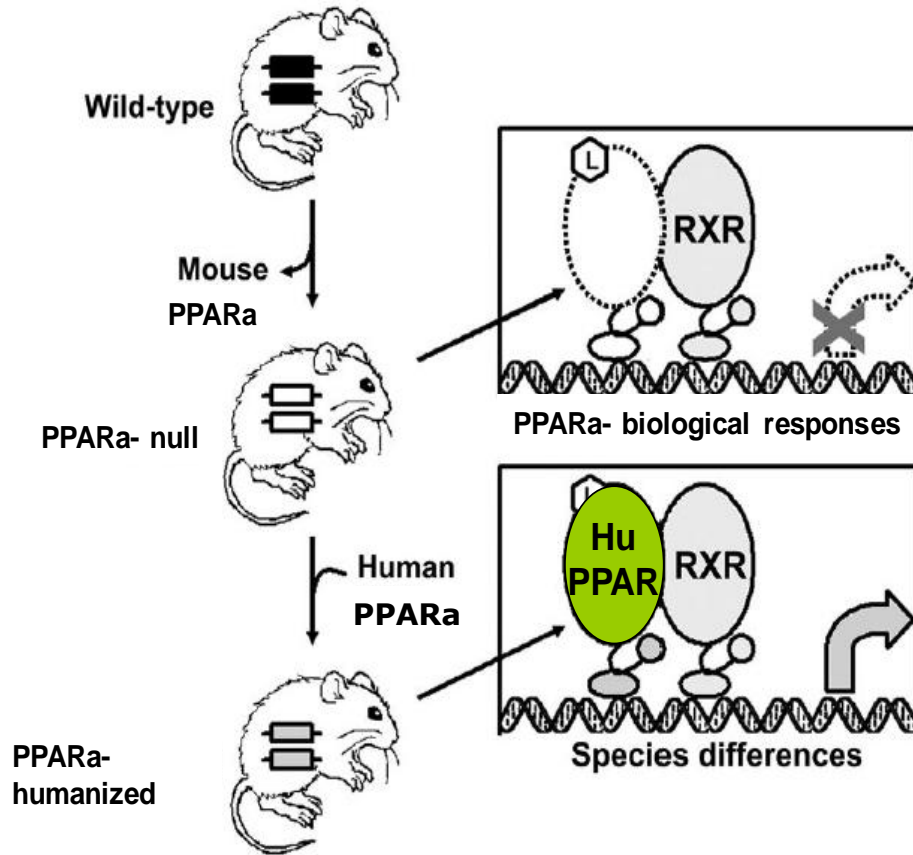 Wild-type
Mouse
PPARa
PPARa- null
L
RXR
PPARa- biological responses
Human
PPARa
PPARa-
humanized
L
Hu
PPAR
RXR
Species differences